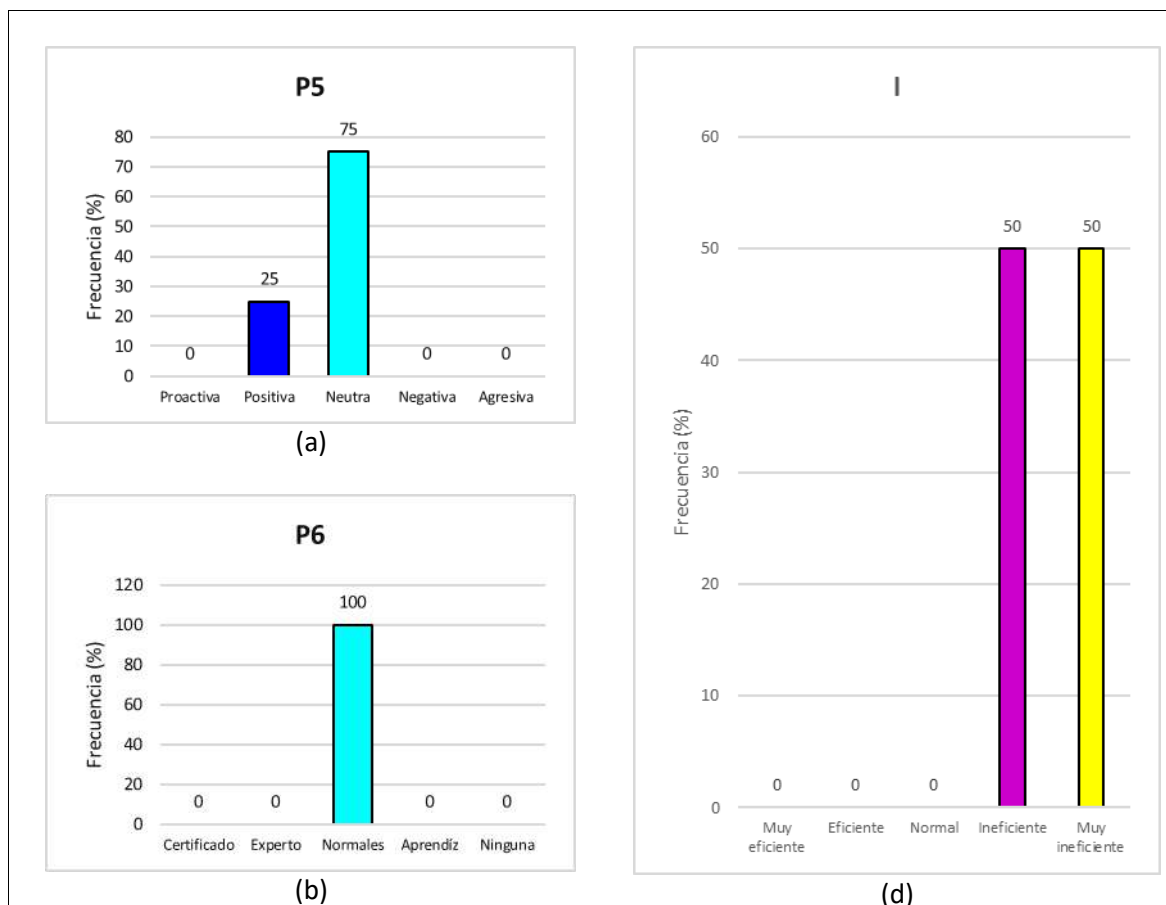 P5
Frecuencia (%)
80
70
60
50
40
30
20
10
0
0
25
75
0
0
Proactiva Positiva Neutra Negativa Agresiva
(a)
P6
Frecuencia (%)
120
100
80
60
40
20
0
0
0
100
0
0
Certificado Experto Normales Aprendíz Ninguna
(b)
I
Frecuencia (%)
60
50
40
30
20
10
0
0
0
0
50
50
Muy eficiente
Eficiente
Normal
Ineficiente
Muy ineficiente
(d)